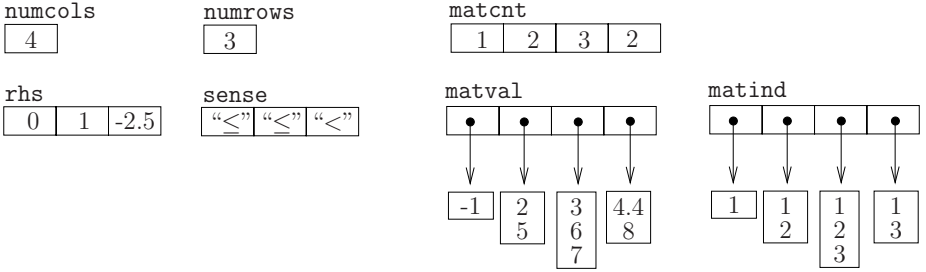 numcols numrows matcnt
4 3 1 2 3 2
rhs sense matval matind
0 1 -2.5 “≤” “≤” “<”
-1 2 3 4.4 1 1 1 1
5 6 8 2 2 3
7 3